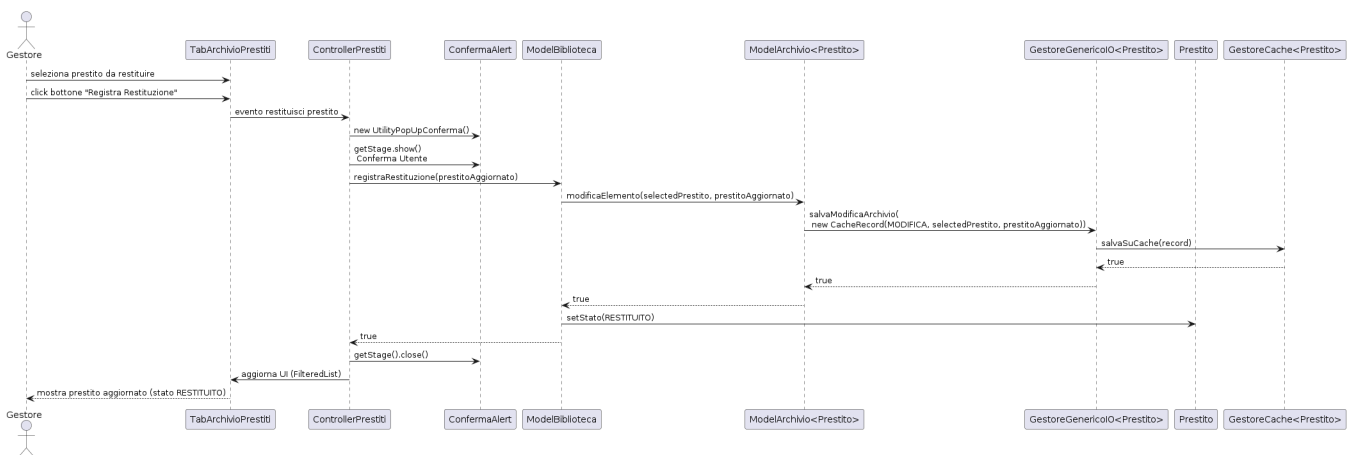 Gestore
TabArchivioPrestiti
ControllerPrestiti
ConfermaAlert
ModelBiblioteca
ModelArchivio<Prestito>
GestoreGenericoIO<Prestito>
Prestito
GestoreCache<Prestito>
seleziona prestito da restituire
click bottone "Registra Restituzione"
evento restituisci prestito
new UtilityPopUpConferma()
getStage.show()
Conferma Utente
registraRestituzione(prestitoAggiornato)
modificaElemento(selectedPrestito, prestitoAggiornato)
salvaModificaArchivio(
new CacheRecord(MODIFICA, selectedPrestito, prestitoAggiornato))
salvaSuCache(record)
true
true
true
setStato(RESTITUITO)
true
getStage().close()
aggiorna UI (FilteredList)
mostra prestito aggiornato (stato RESTITUITO)
Gestore
TabArchivioPrestiti
ControllerPrestiti
ConfermaAlert
ModelBiblioteca
ModelArchivio<Prestito>
GestoreGenericoIO<Prestito>
Prestito
GestoreCache<Prestito>